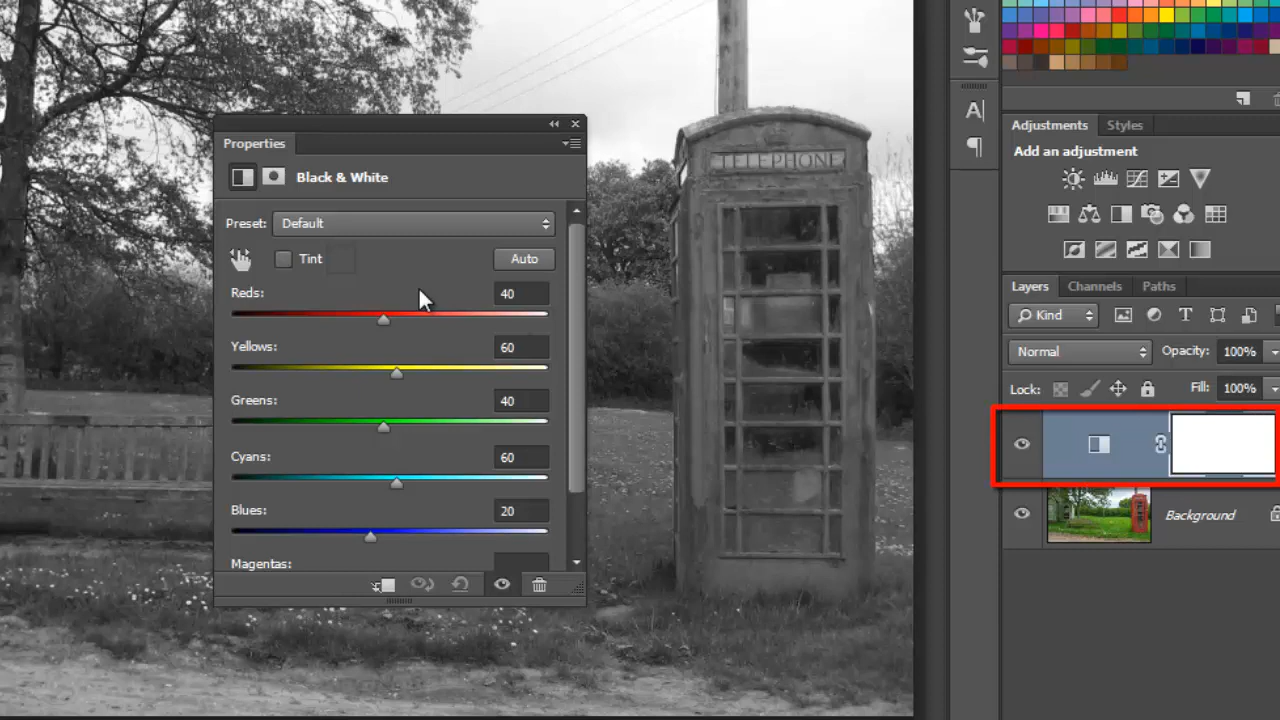 TELEPHONE
Properties
Black & White
Preset: Default
Tint
Auto
Reds: 40
Yellows: 60
Greens: 40
Cyans: 60
Blues: 20
Magentas:
A
Adjustments Styles
Add an adjustment
Layers Channels Paths
Kind T
Normal Opacity: 100%
Lock: Fill: 100%
Background